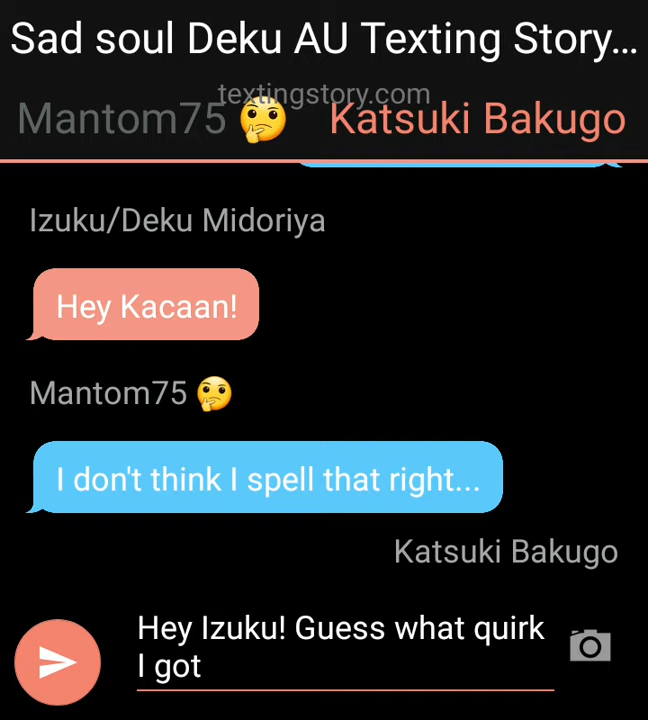 Sad soul Deku AU Texting Story...
textingstory.com
Mantom75 🤔 Katsuki Bakugo
Izuku/Deku Midoriya
Hey Kacaan!
Mantom75 🤔
I don't think I spell that right...
Katsuki Bakugo
Hey Izuku! Guess what quirk
I got